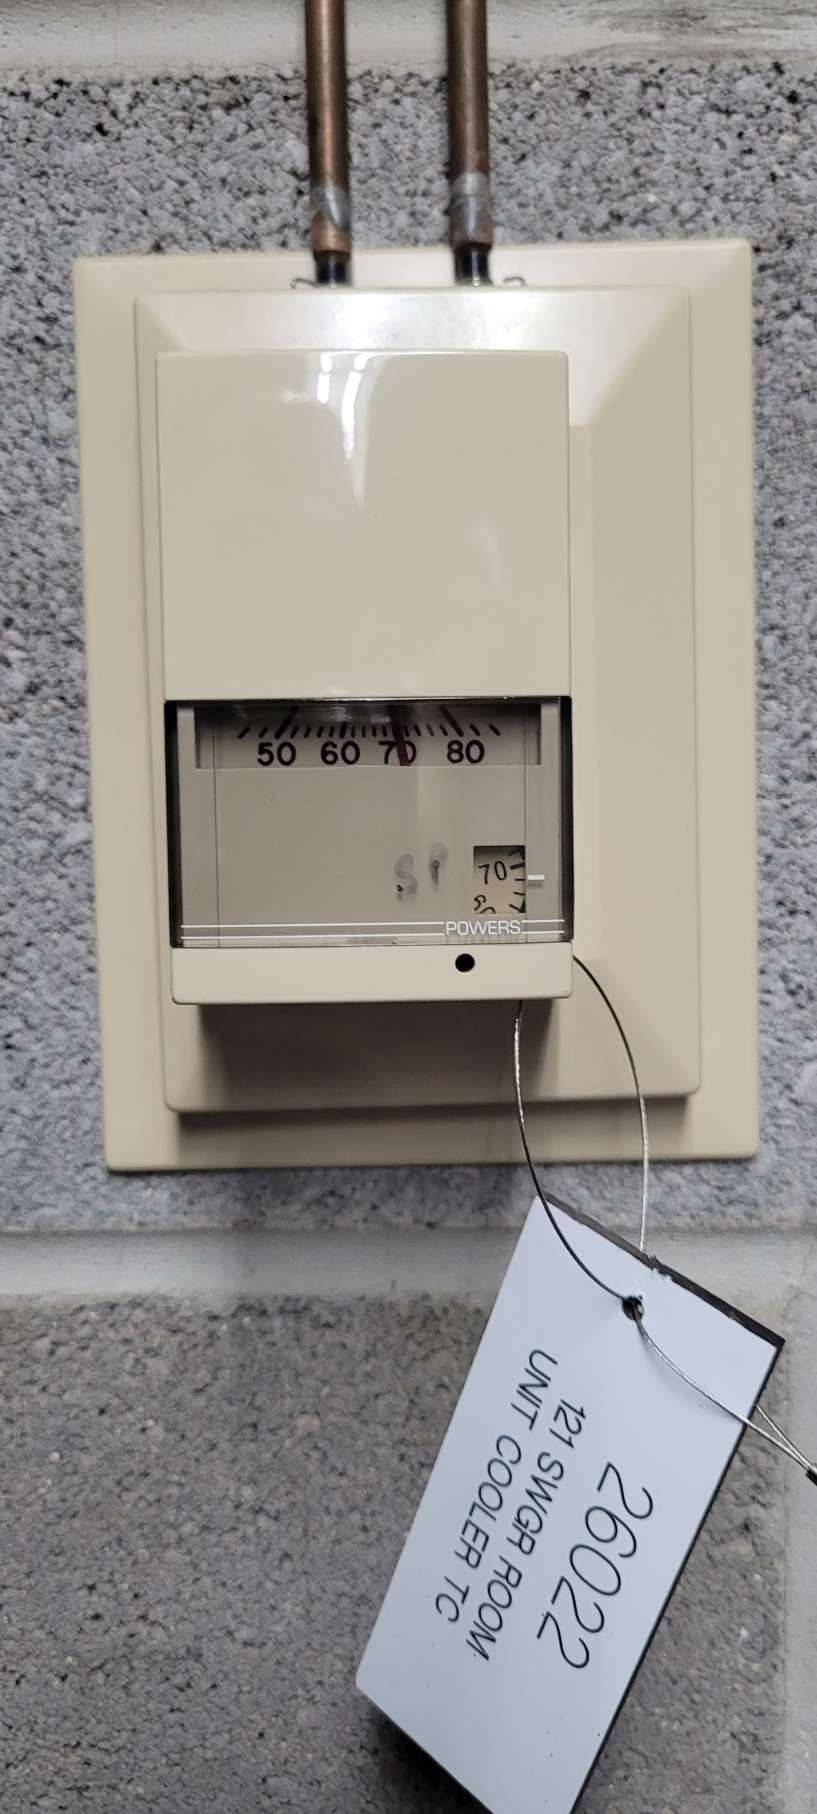 50 60 70 80
SP
70
POWERS
26022
121 SWGR ROOM
UNIT COOLER TC